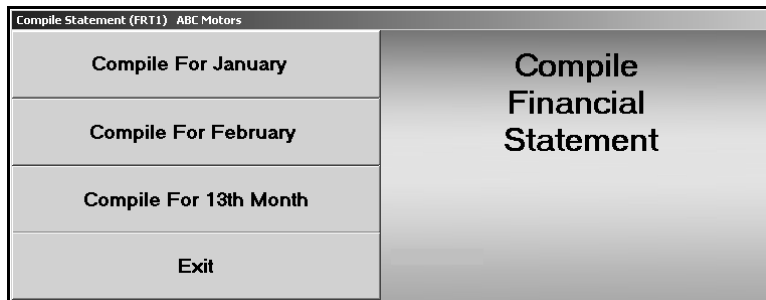 Compile Statement (FRT1) ABC Motors
Compile For January
Compile For February
Compile For 13th Month
Exit
Compile
Financial
Statement